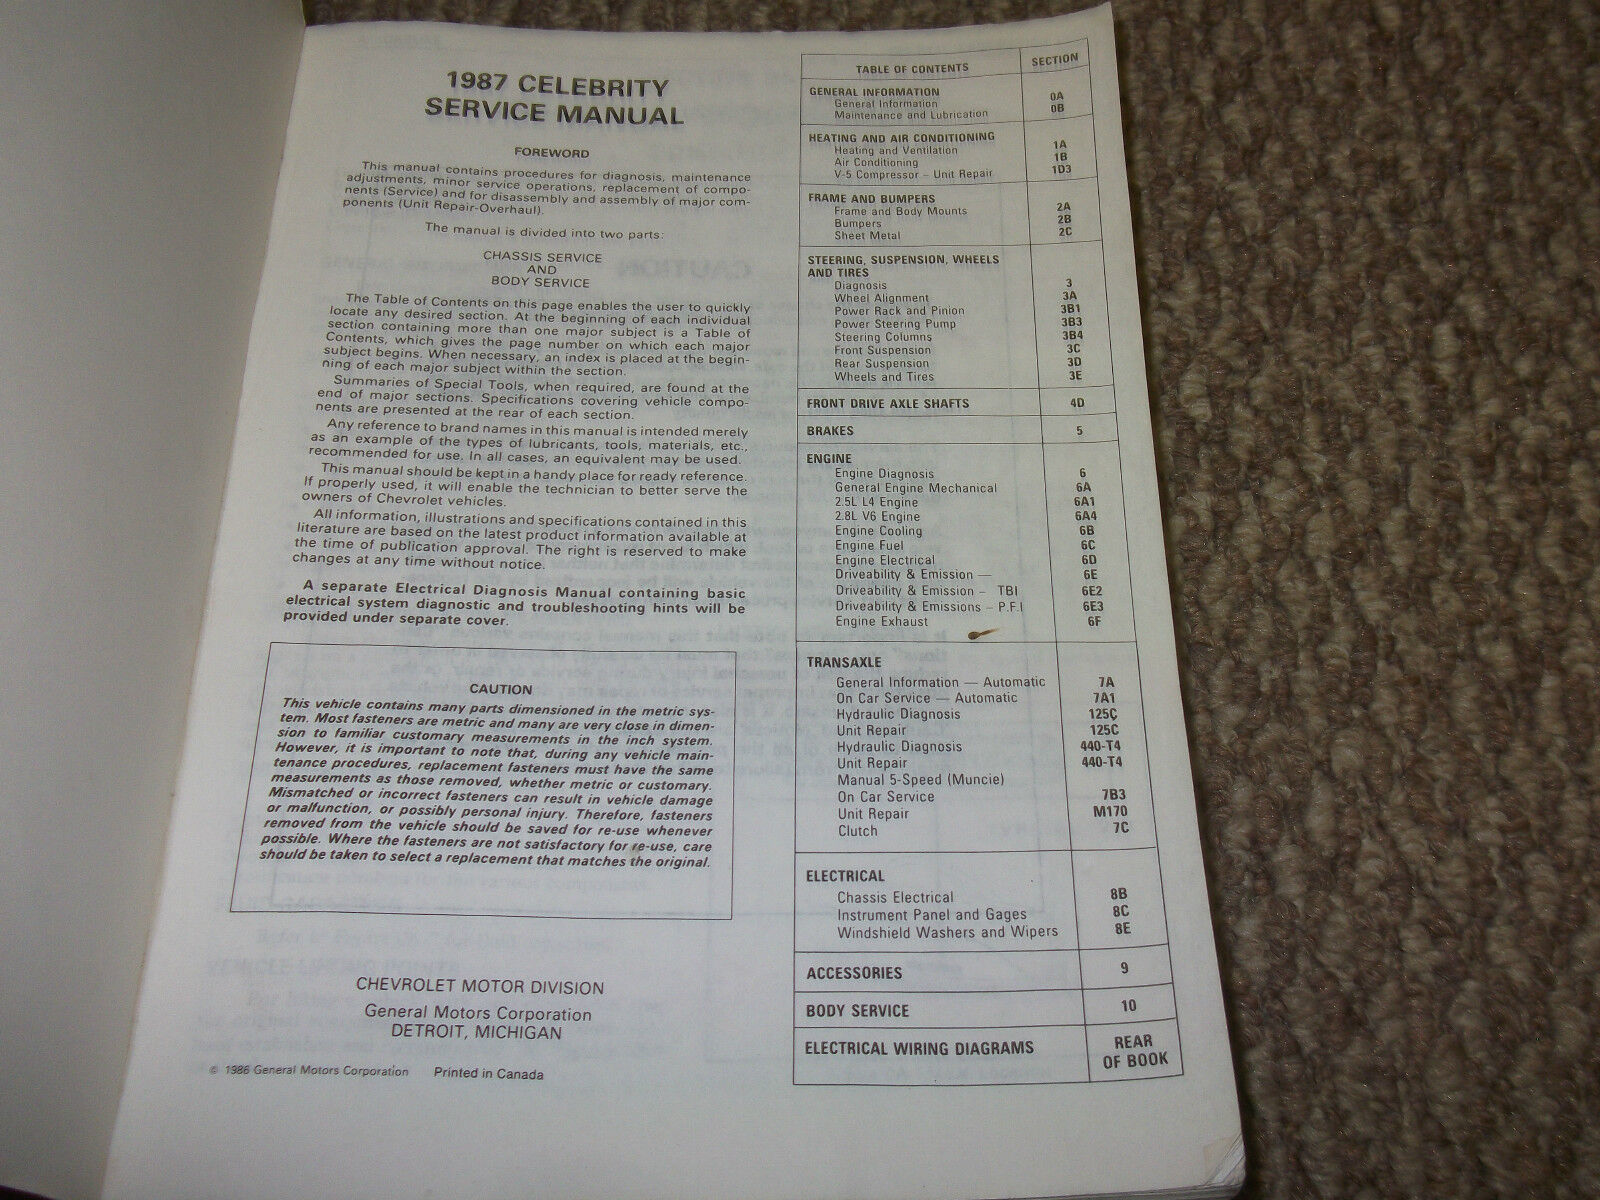 1987 CELEBRITY
SERVICE MANUAL
FOREWORD
This manual contains procedures for diagnosis, maintenance
adjustments, minor service operations, replacement of compo-
nents (Service) and for disassembly and assembly of major com-
ponents (Unit Repair-Overhaul).
The manual is divided into two parts:
CHASSIS SERVICE
AND
BODY SERVICE
The Table of Contents on this page enables the user to quickly
locate any desired section. At the beginning of each individual
section containing more than one major subject is a Table of
Contents, which gives the page number on which each major
subject begins. When necessary, an index is placed at the begin-
ning of each major subject within the section.
Summaries of Special Tools, when required, are found at the
end of major sections. Specifications covering vehicle compo-
nents are presented at the rear of each section.
Any reference to brand names in this manual is intended merely
as an example of the types of lubricants, tools, materials, etc.,
recommended for use. In all cases, an equivalent may be used.
This manual should be kept in a handy place for ready reference.
If properly used, it will enable the technician to better serve the
owners of Chevrolet vehicles.
All information, illustrations and specifications contained in this
literature are based on the latest product information available at
the time of publication approval. The right is reserved to make
changes at any time without notice.
A separate Electrical Diagnosis Manual containing basic
electrical system diagnostic and troubleshooting hints will be
provided under separate cover.
CAUTION
This vehicle contains many parts dimensioned in the metric sys-
tem. Most fasteners are metric and many are very close in dimen-
sion to familiar customary measurements in the inch system.
However, it is important to note that, during any vehicle main-
tenance procedures, replacement fasteners must have the same
measurements as those removed, whether metric or customary.
Mismatched or incorrect fasteners can result in vehicle damage
or malfunction, or possibly personal injury. Therefore, fasteners
removed from the vehicle should be saved for re-use whenever
possible. Where the fasteners are not satisfactory for re-use, care
should be taken to select a replacement that matches the original.
CHEVROLET MOTOR DIVISION
General Motors Corporation
DETROIT, MICHIGAN
© 1986 General Motors Corporation Printed in Canada
TABLE OF CONTENTS SECTION
GENERAL INFORMATION
General Information 0A
Maintenance and Lubrication 0B
HEATING AND AIR CONDITIONING
Heating and Ventilation 1A
Air Conditioning 1B
V-5 Compressor - Unit Repair 1D3
FRAME AND BUMPERS
Frame and Body Mounts 2A
Bumpers 2B
Sheet Metal 2C
STEERING, SUSPENSION, WHEELS
AND TIRES
Diagnosis 3
Wheel Alignment 3A
Power Rack and Pinion 3B1
Power Steering Pump 3B3
Steering Columns 3B4
Front Suspension 3C
Rear Suspension 3D
Wheels and Tires 3E
FRONT DRIVE AXLE SHAFTS 4D
BRAKES 5
ENGINE
Engine Diagnosis 6
General Engine Mechanical 6A
2.5L L4 Engine 6A1
2.8L V6 Engine 6A4
Engine Cooling 6B
Engine Fuel 6C
Engine Electrical 6D
Driveability & Emission — 6E
Driveability & Emission - TBI 6E2
Driveability & Emissions - P.F.I 6E3
Engine Exhaust 6F
TRANSAXLE
General Information — Automatic 7A
On Car Service — Automatic 7A1
Hydraulic Diagnosis 125C
Unit Repair 125C
Hydraulic Diagnosis 440-T4
Unit Repair 440-T4
Manual 5-Speed (Muncie)
On Car Service 7B3
Unit Repair M170
Clutch 7C
ELECTRICAL
Chassis Electrical 8B
Instrument Panel and Gages 8C
Windshield Washers and Wipers 8E
ACCESSORIES 9
BODY SERVICE 10
ELECTRICAL WIRING DIAGRAMS REAR
OF BOOK